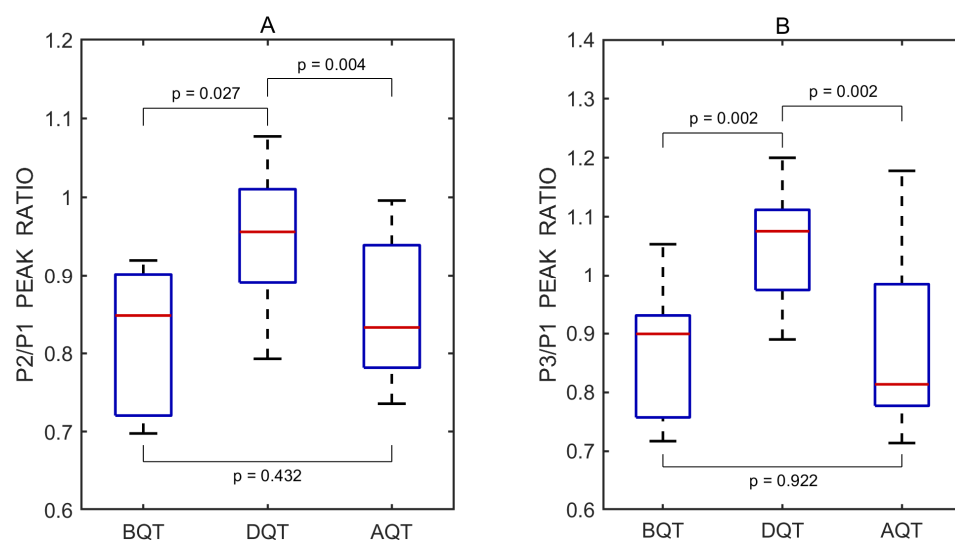 A
P2/P1 PEAK RATIO
1.2
1.1
1
0.9
0.8
0.7
0.6
p = 0.027
p = 0.004
p = 0.432
BQT DQT AQT
B
P3/P1 PEAK RATIO
1.4
1.3
1.2
1.1
1
0.9
0.8
0.7
0.6
p = 0.002
p = 0.002
p = 0.922
BQT DQT AQT